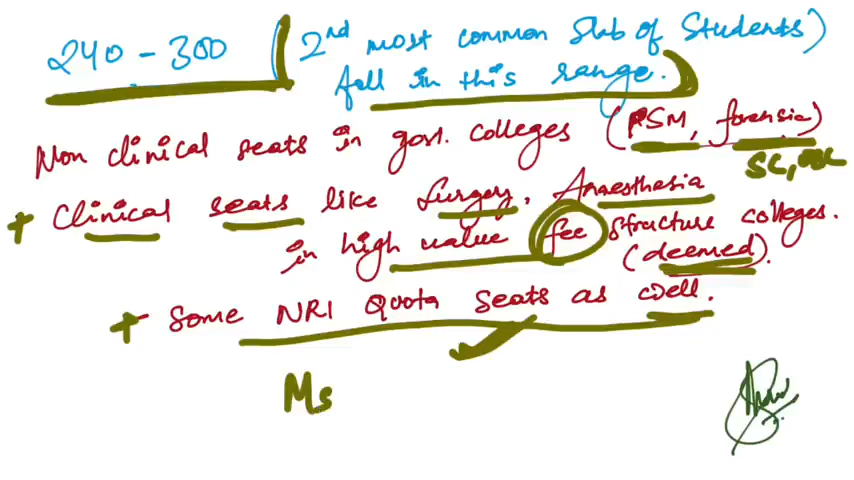 240 - 300 (2nd most common slab of students)
fall in this range.
Non clinical seats in govt. colleges (PSM, forensic)
SC,
+ Clinical seats like Surgery, Anaesthesia
in high value fee structure colleges.
(deemed).
+ Some NRI Quota seats as well.
Ms